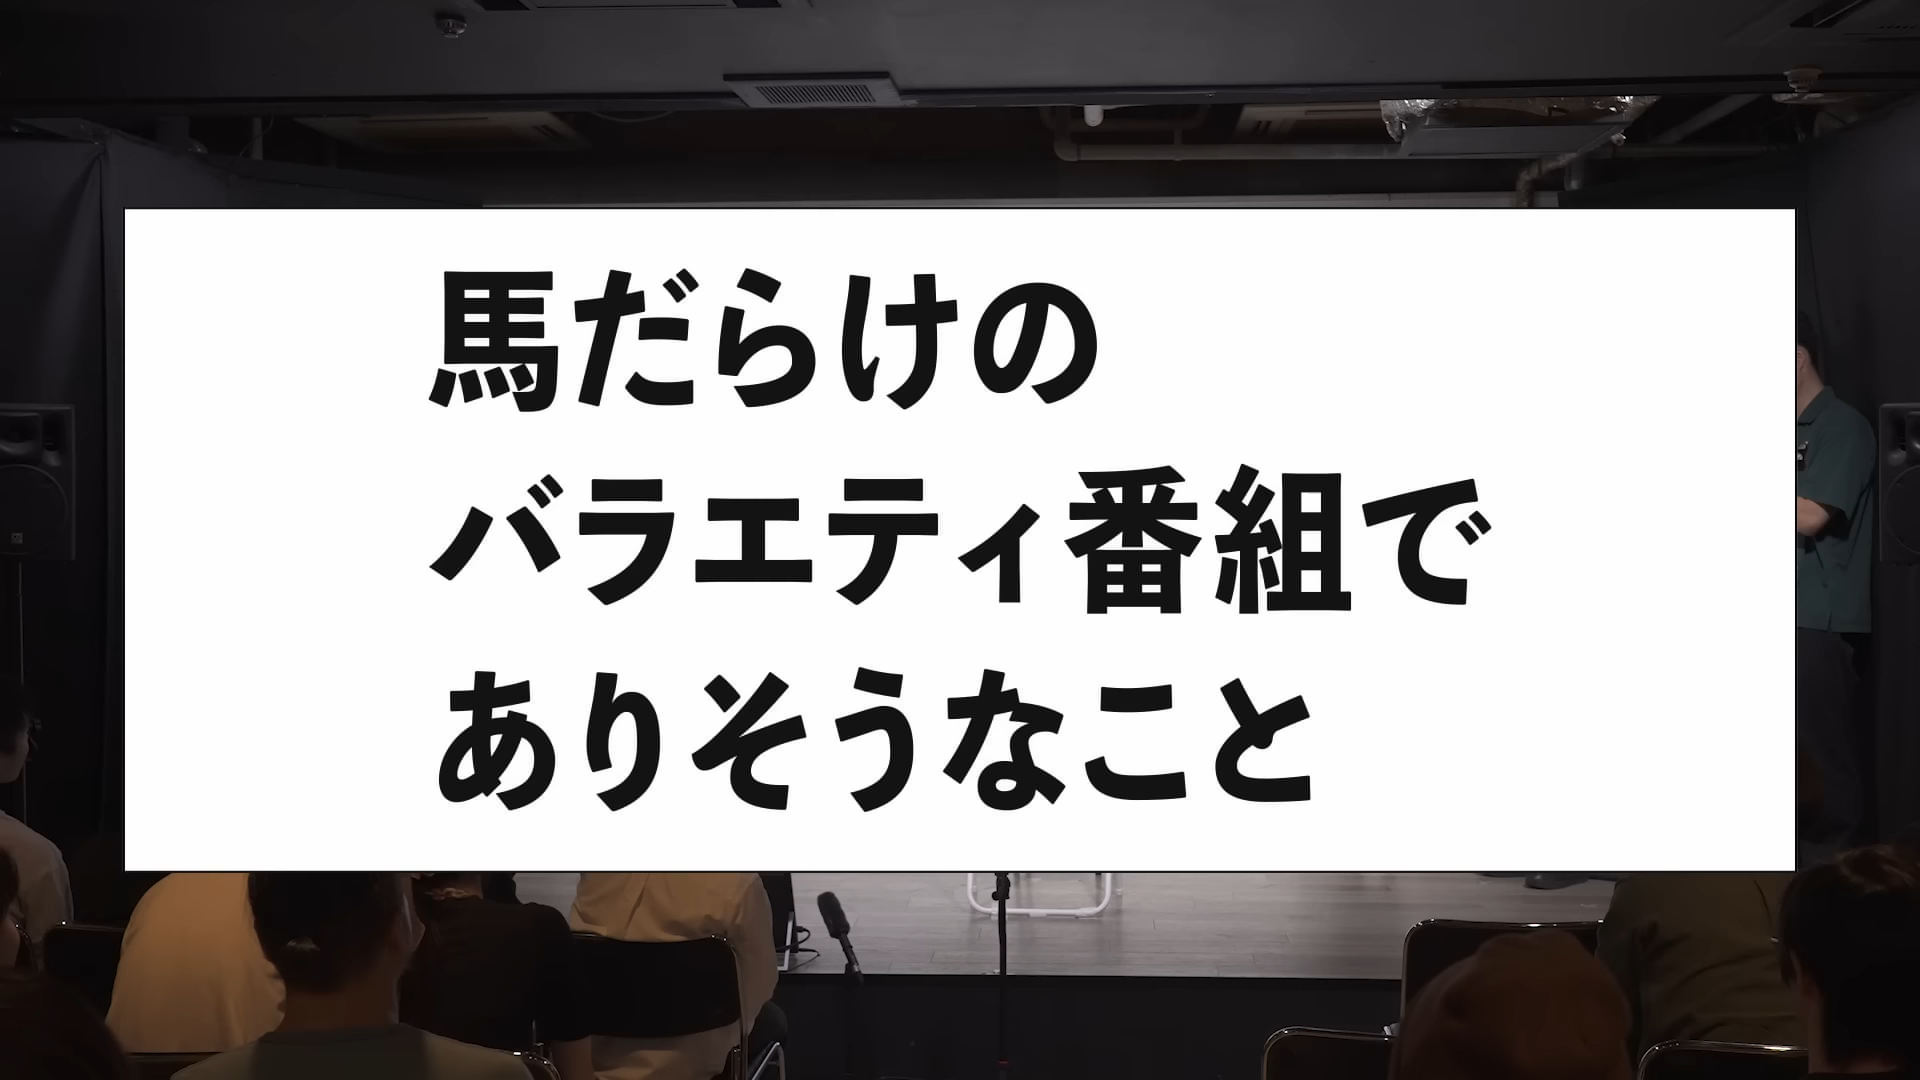 馬だらけの
バラエティ番組で
ありそうなこと